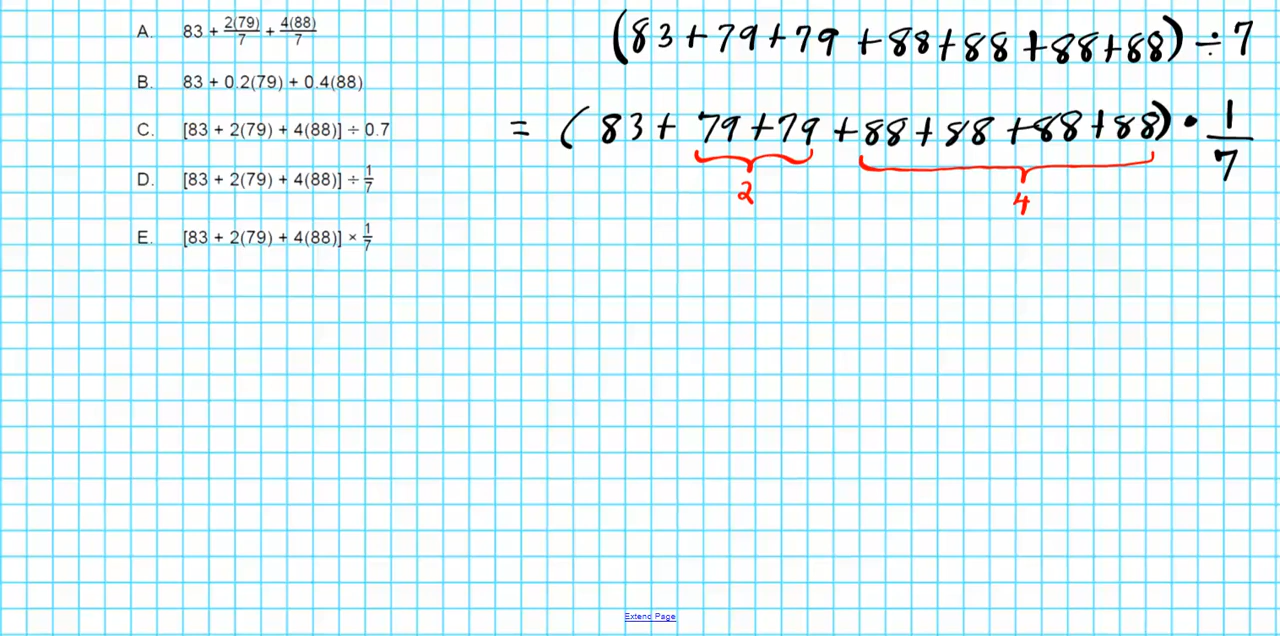 A. 83 + 2(79)/7 + 4(88)/7
B. 83 + 0.2(79) + 0.4(88)
C. [83 + 2(79) + 4(88)] ÷ 0.7
D. [83 + 2(79) + 4(88)] ÷ 1/7
E. [83 + 2(79) + 4(88)] × 1/7
(83+79+79 +88+88+88+88) ÷ 7
= (83+ 79+79 +88+88+88+88) • 1/7
2 4
Extend Page